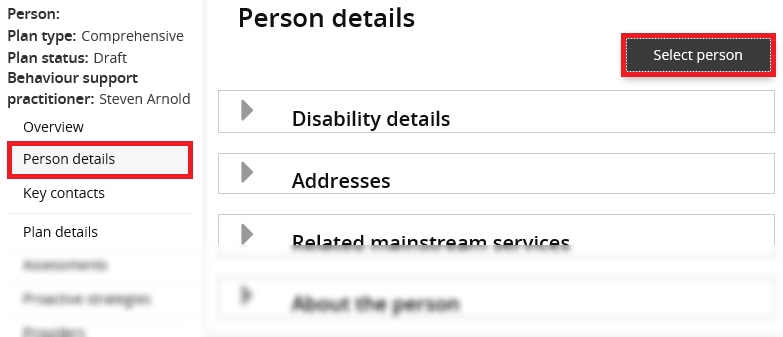 Person:
Plan type: Comprehensive
Plan status: Draft
Behaviour support
practitioner: Steven Arnold
Overview
Person details
Key contacts
Plan details
Assessments
Proactive strategies
Providers
Person details
Select person
Disability details
Addresses
Related mainstream services
About the person